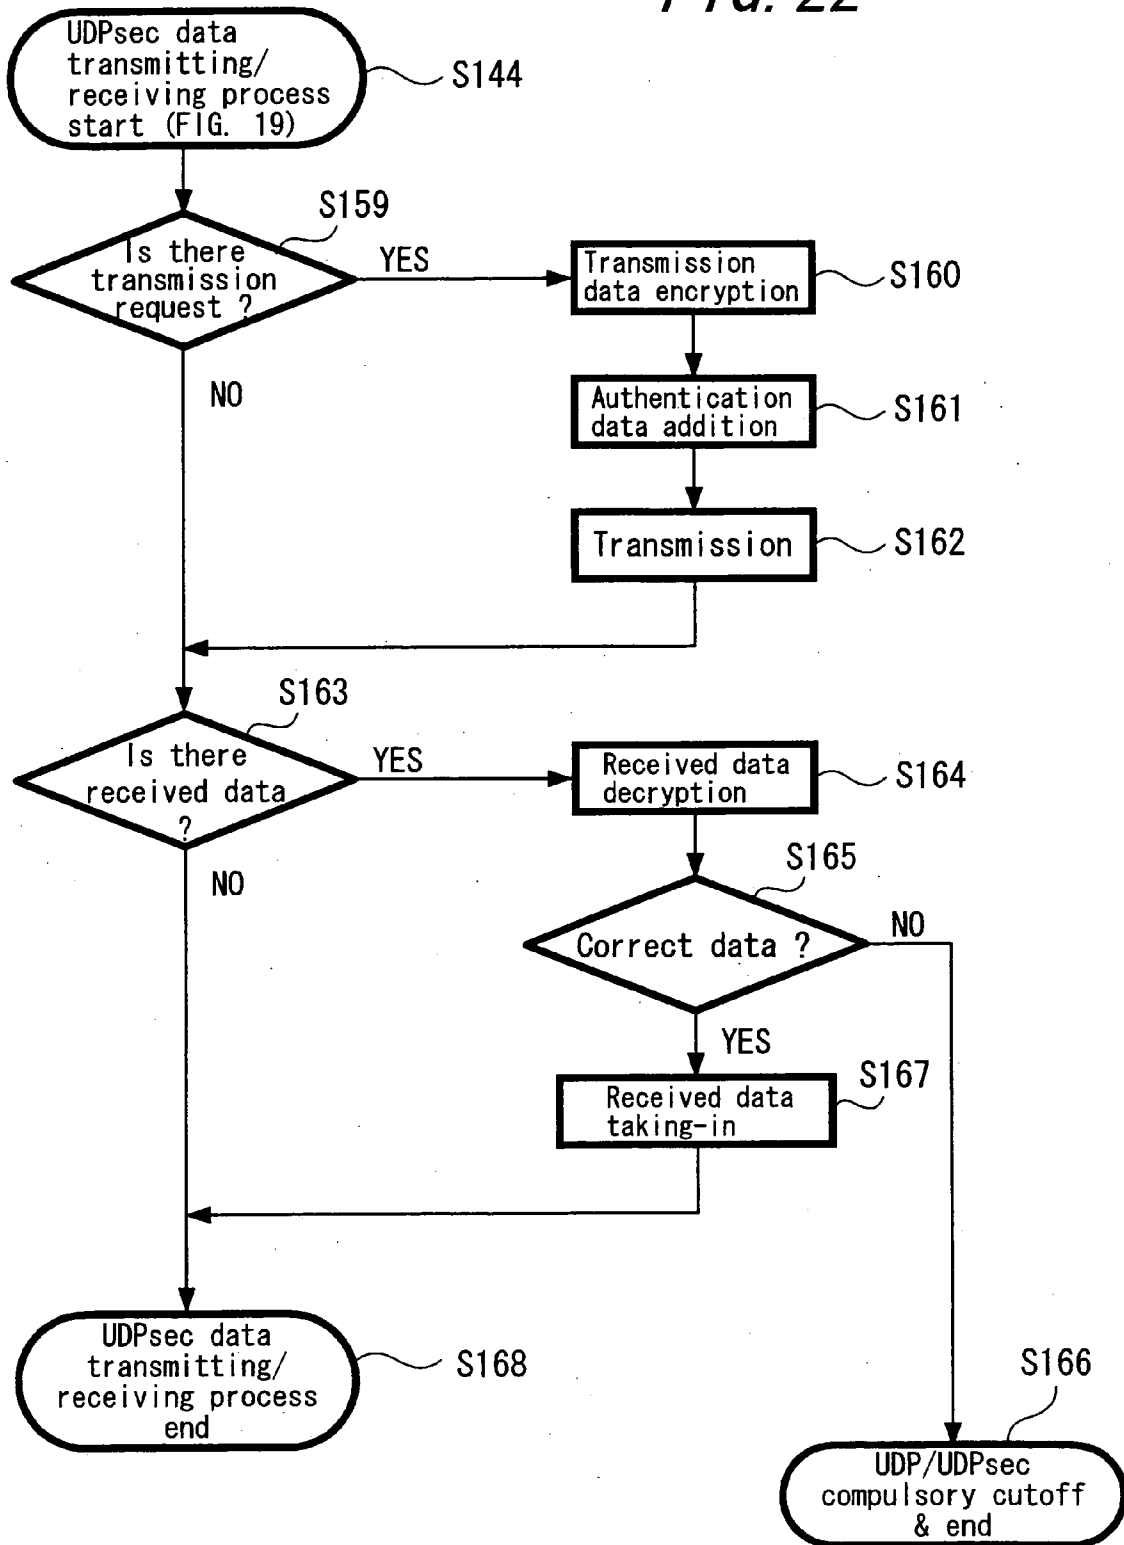 FIG. 22
UDPsec data
transmitting/
receiving process
start (FIG. 19)
S144
S159
Is there
transmission
request ?
YES
NO
Transmission
data encryption
S160
Authentication
data addition
S161
Transmission
S162
S163
Is there
received data
?
YES
NO
Received data
decryption
S164
S165
Correct data ?
NO
YES
Received data
taking-in
S167
UDPsec data
transmitting/
receiving process
end
S168
S166
UDP/UDPsec
compulsory cutoff
& end